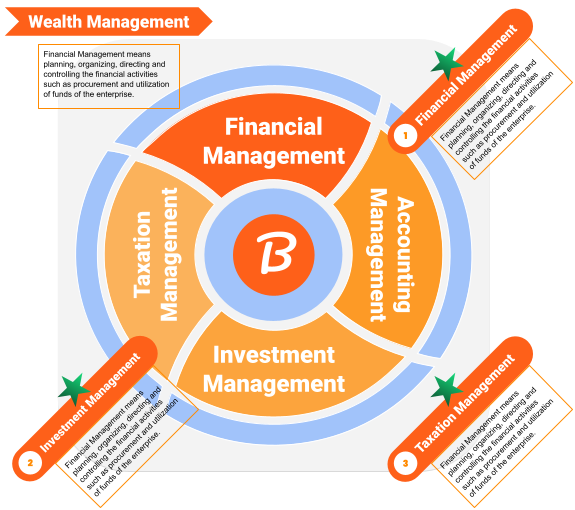 Wealth Management
Financial Management means
planning, organizing, directing and
controlling the financial activities
such as procurement and utilization
of funds of the enterprise.
1
Financial Management
Financial Management means
planning, organizing, directing and
controlling the financial activities
such as procurement and utilization
of funds of the enterprise.
Financial
Management
Accounting
Management
Taxation
Management
B
Investment
Management
2
Investment Management
Financial Management means
planning, organizing, directing and
controlling the financial activities
such as procurement and utilization
of funds of the enterprise.
3
Taxation Management
Financial Management means
planning, organizing, directing and
controlling the financial activities
such as procurement and utilization
of funds of the enterprise.